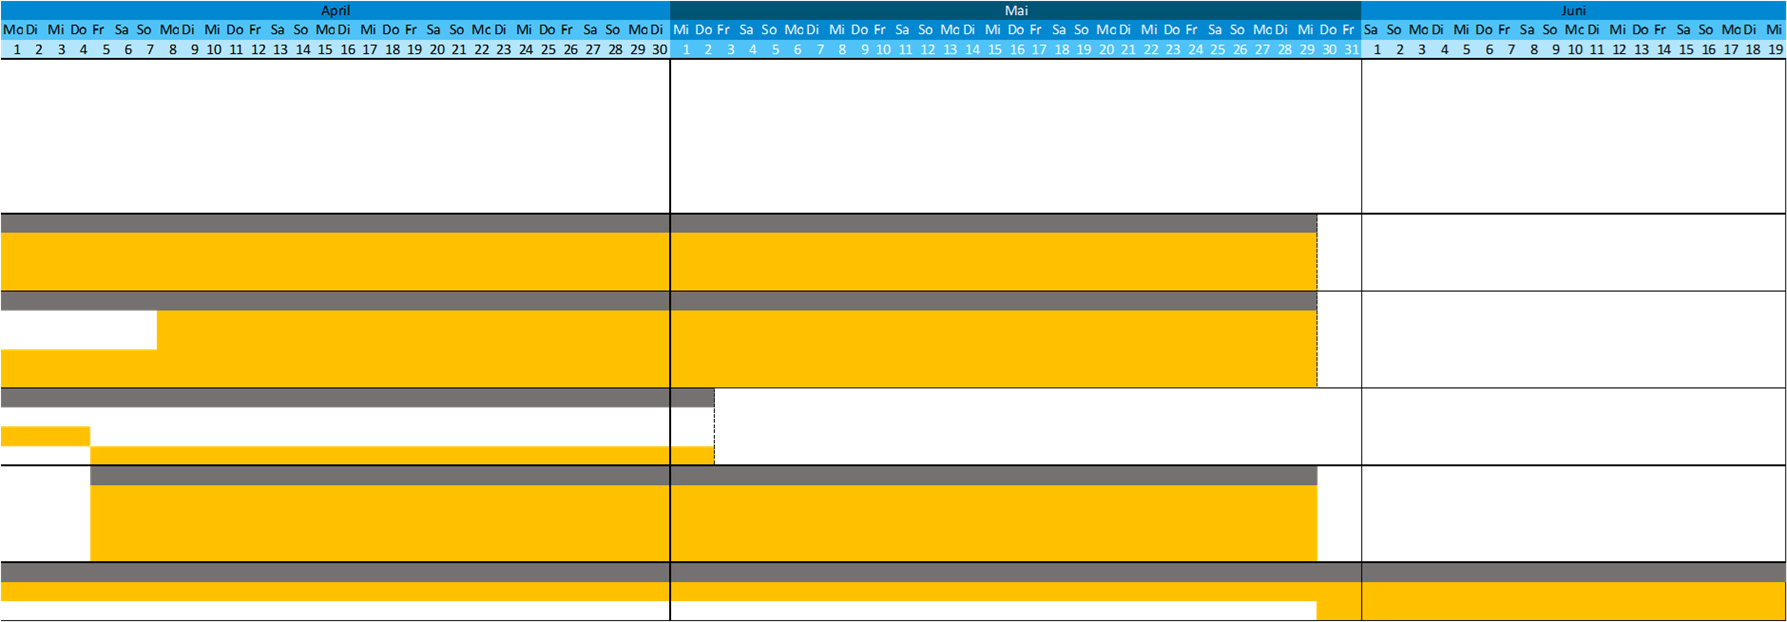 April Mai Juni
Mo Di Mi Do Fr Sa So Mo Di Mi Do Fr Sa So Mo Di Mi Do Fr Sa So Mo Di Mi Do Fr Sa So Mo Di Mi Do Fr Sa So Mo Di Mi Do Fr Sa So Mo Di Mi Do Fr Sa So Mo Di Mi Do Fr Sa So Mo Di Mi Do Fr Sa So Mo Di Mi Do Fr Sa So Mo Di Mi Do Fr Sa So Mo Di Mi
1 2 3 4 5 6 7 8 9 10 11 12 13 14 15 16 17 18 19 20 21 22 23 24 25 26 27 28 29 30 1 2 3 4 5 6 7 8 9 10 11 12 13 14 15 16 17 18 19 20 21 22 23 24 25 26 27 28 29 30 31 1 2 3 4 5 6 7 8 9 10 11 12 13 14 15 16 17 18 19